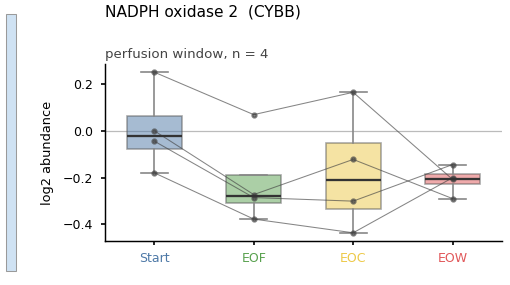 NADPH oxidase 2 (CYBB)
perfusion window, n = 4
log2 abundance
0.2
0.0
−0.2
−0.4
Start EOF EOC EOW